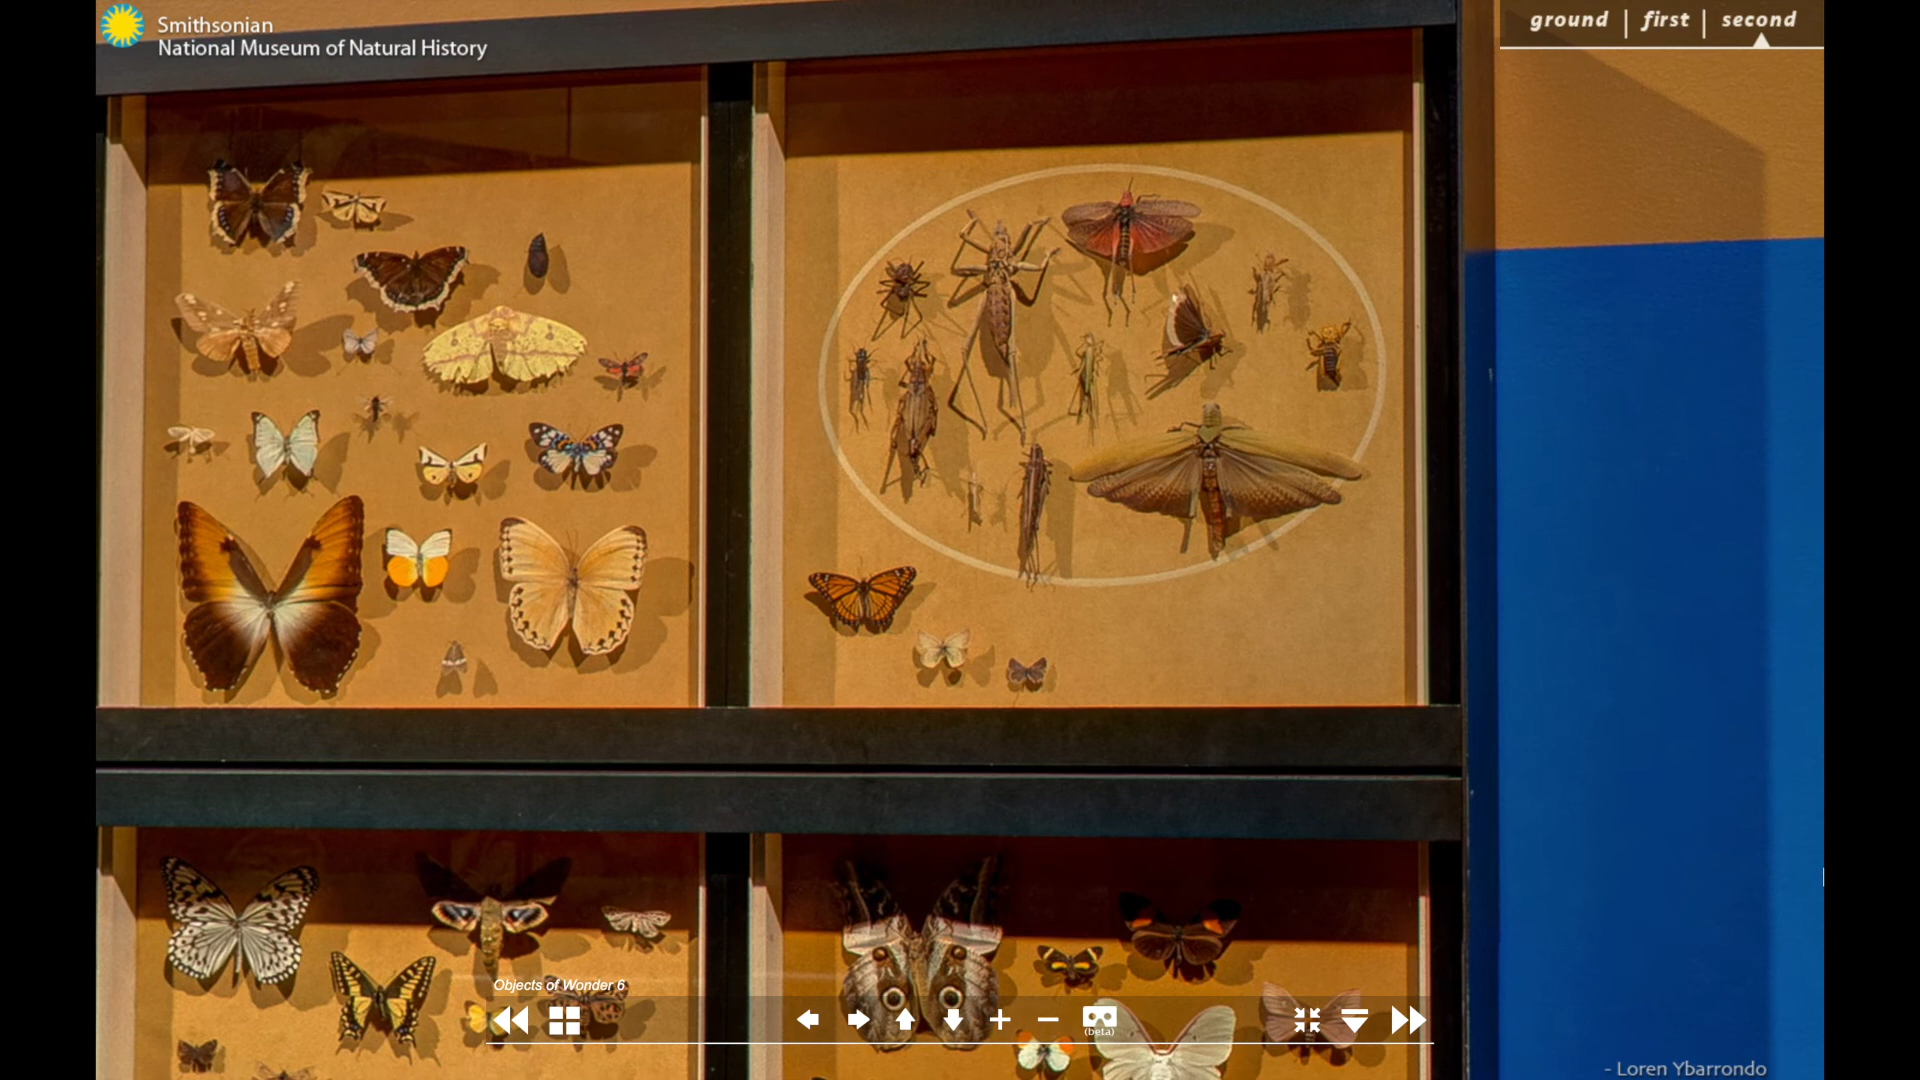 Smithsonian
National Museum of Natural History
ground | first | second
Objects of Wonder 6
(beta)
- Loren Ybarrondo